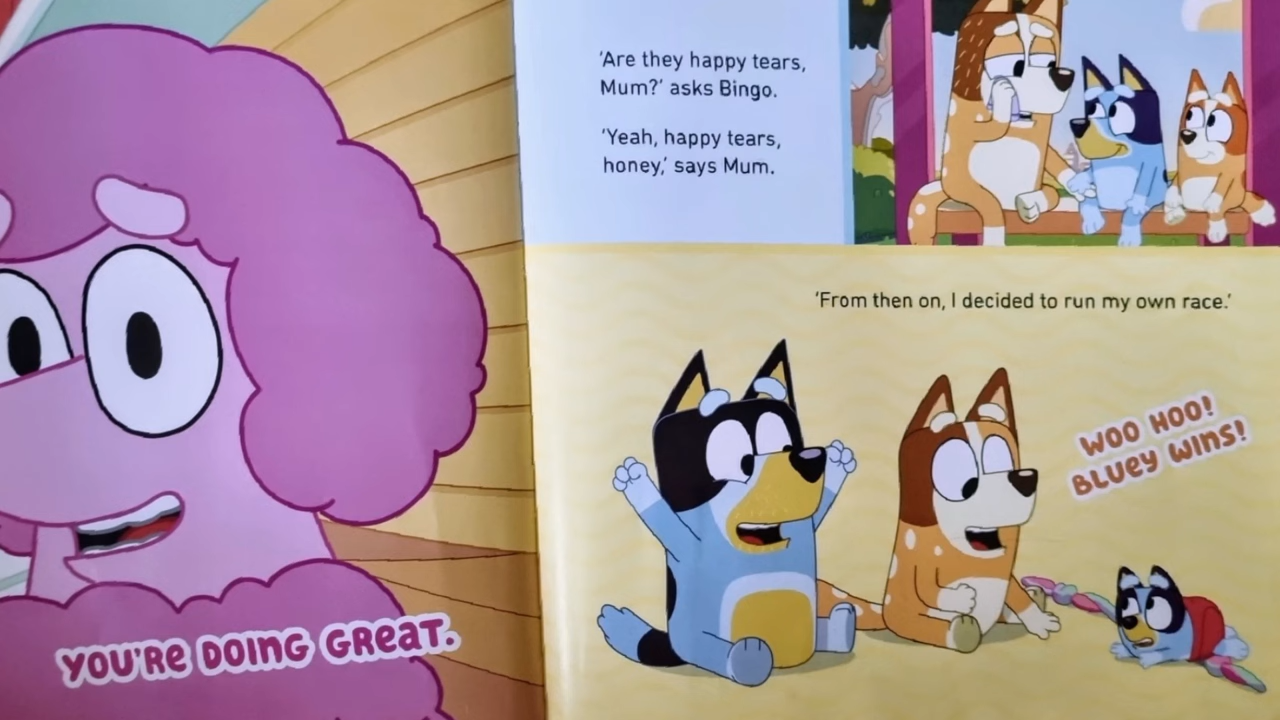 YOU'RE DOING GREAT.
‘Are they happy tears,
Mum?’ asks Bingo.
‘Yeah, happy tears,
honey,’ says Mum.
‘From then on, I decided to run my own race.’
WOO HOO!
BLUEY WINS!